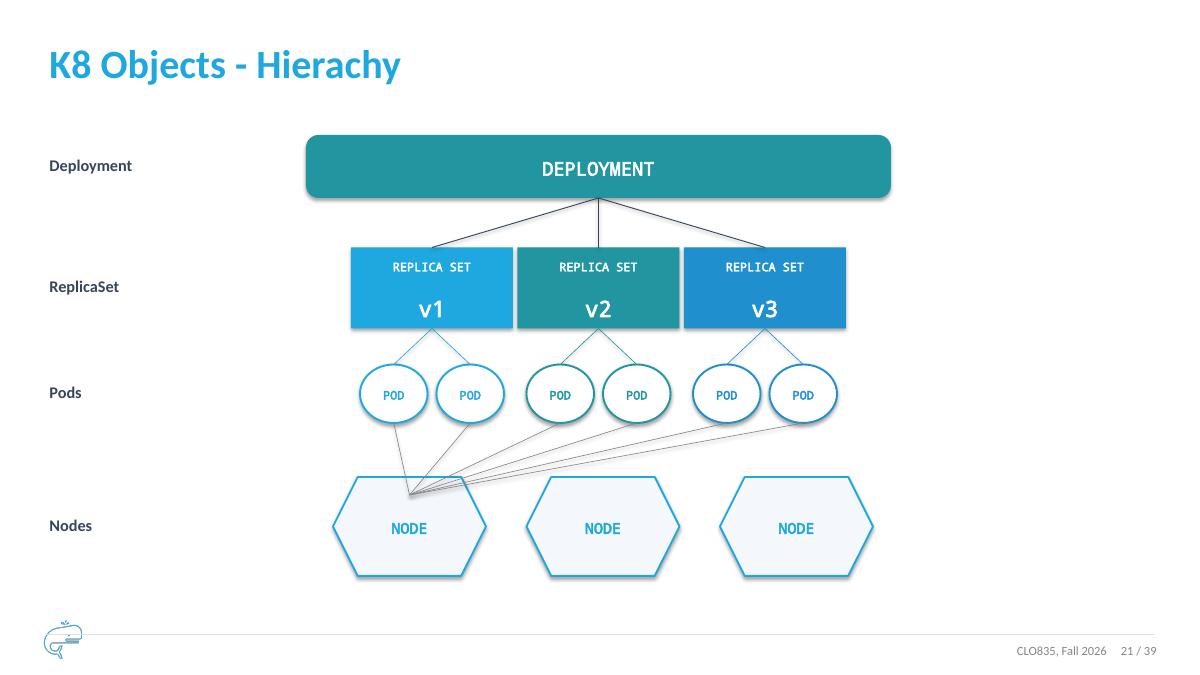 K8 Objects - Hierachy
Deployment
DEPLOYMENT
ReplicaSet
REPLICA SET
v1
REPLICA SET
v2
REPLICA SET
v3
Pods
POD
POD
POD
POD
POD
POD
Nodes
NODE
NODE
NODE
CLO835, Fall 2026 21 / 39